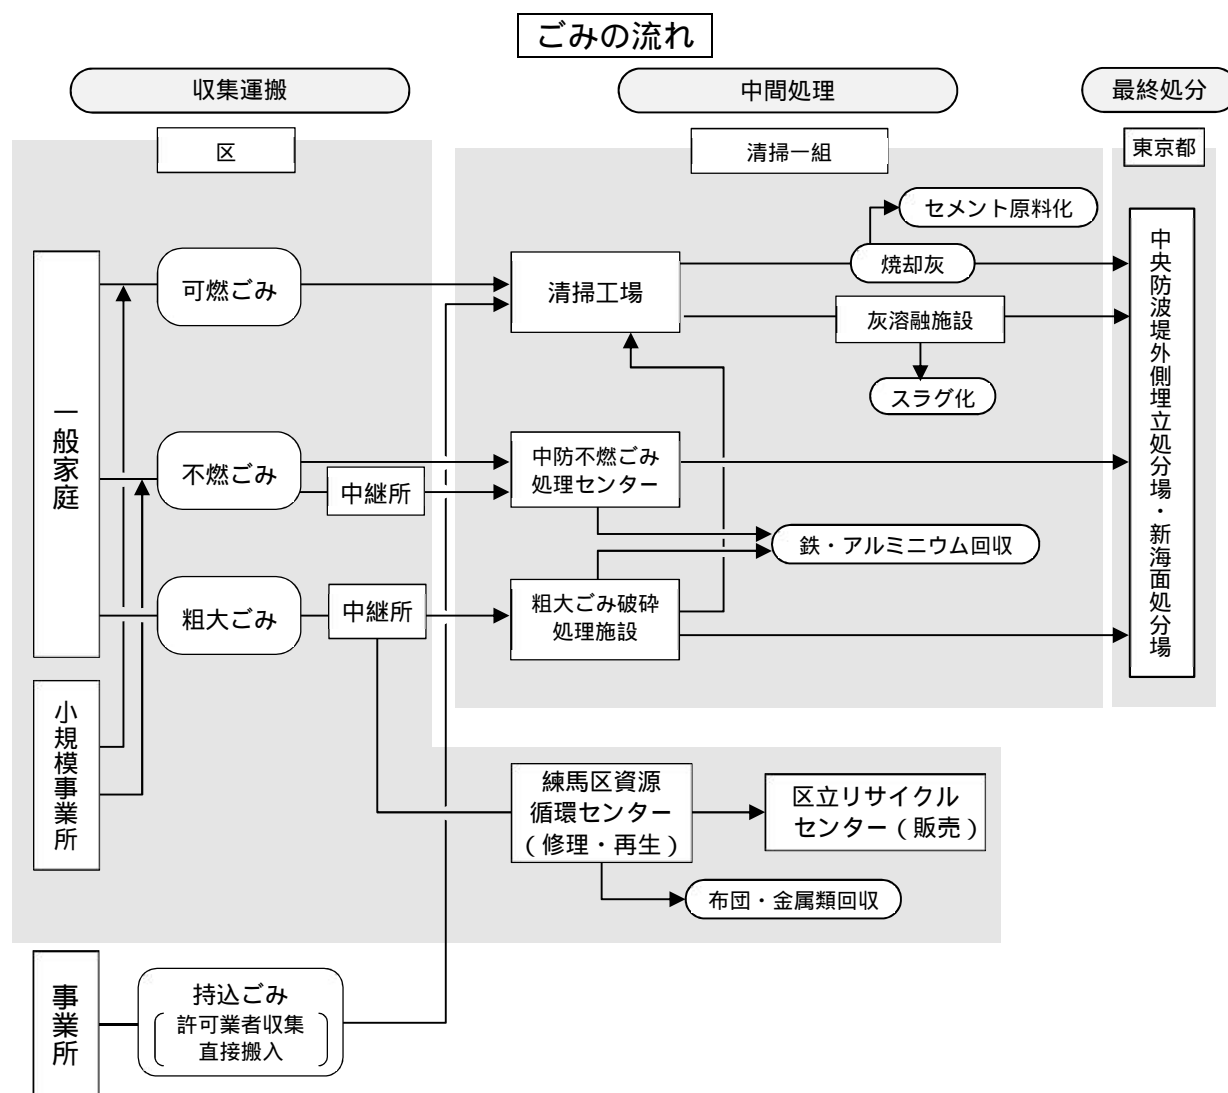 ごみの流れ
収集運搬
中間処理
最終処分
区
清掃一組
東京都
一般家庭
可燃ごみ
不燃ごみ
中継所
粗大ごみ
中継所
小規模事業所
清掃工場
セメント原料化
焼却灰
灰溶融施設
スラグ化
中防不燃ごみ
処理センター
鉄・アルミニウム回収
粗大ごみ破砕
処理施設
中央防波堤外側埋立処分場・新海面処分場
練馬区資源
循環センター
（修理・再生）
区立リサイクル
センター（販売）
布団・金属類回収
事業所
持込ごみ
許可業者収集
直接搬入